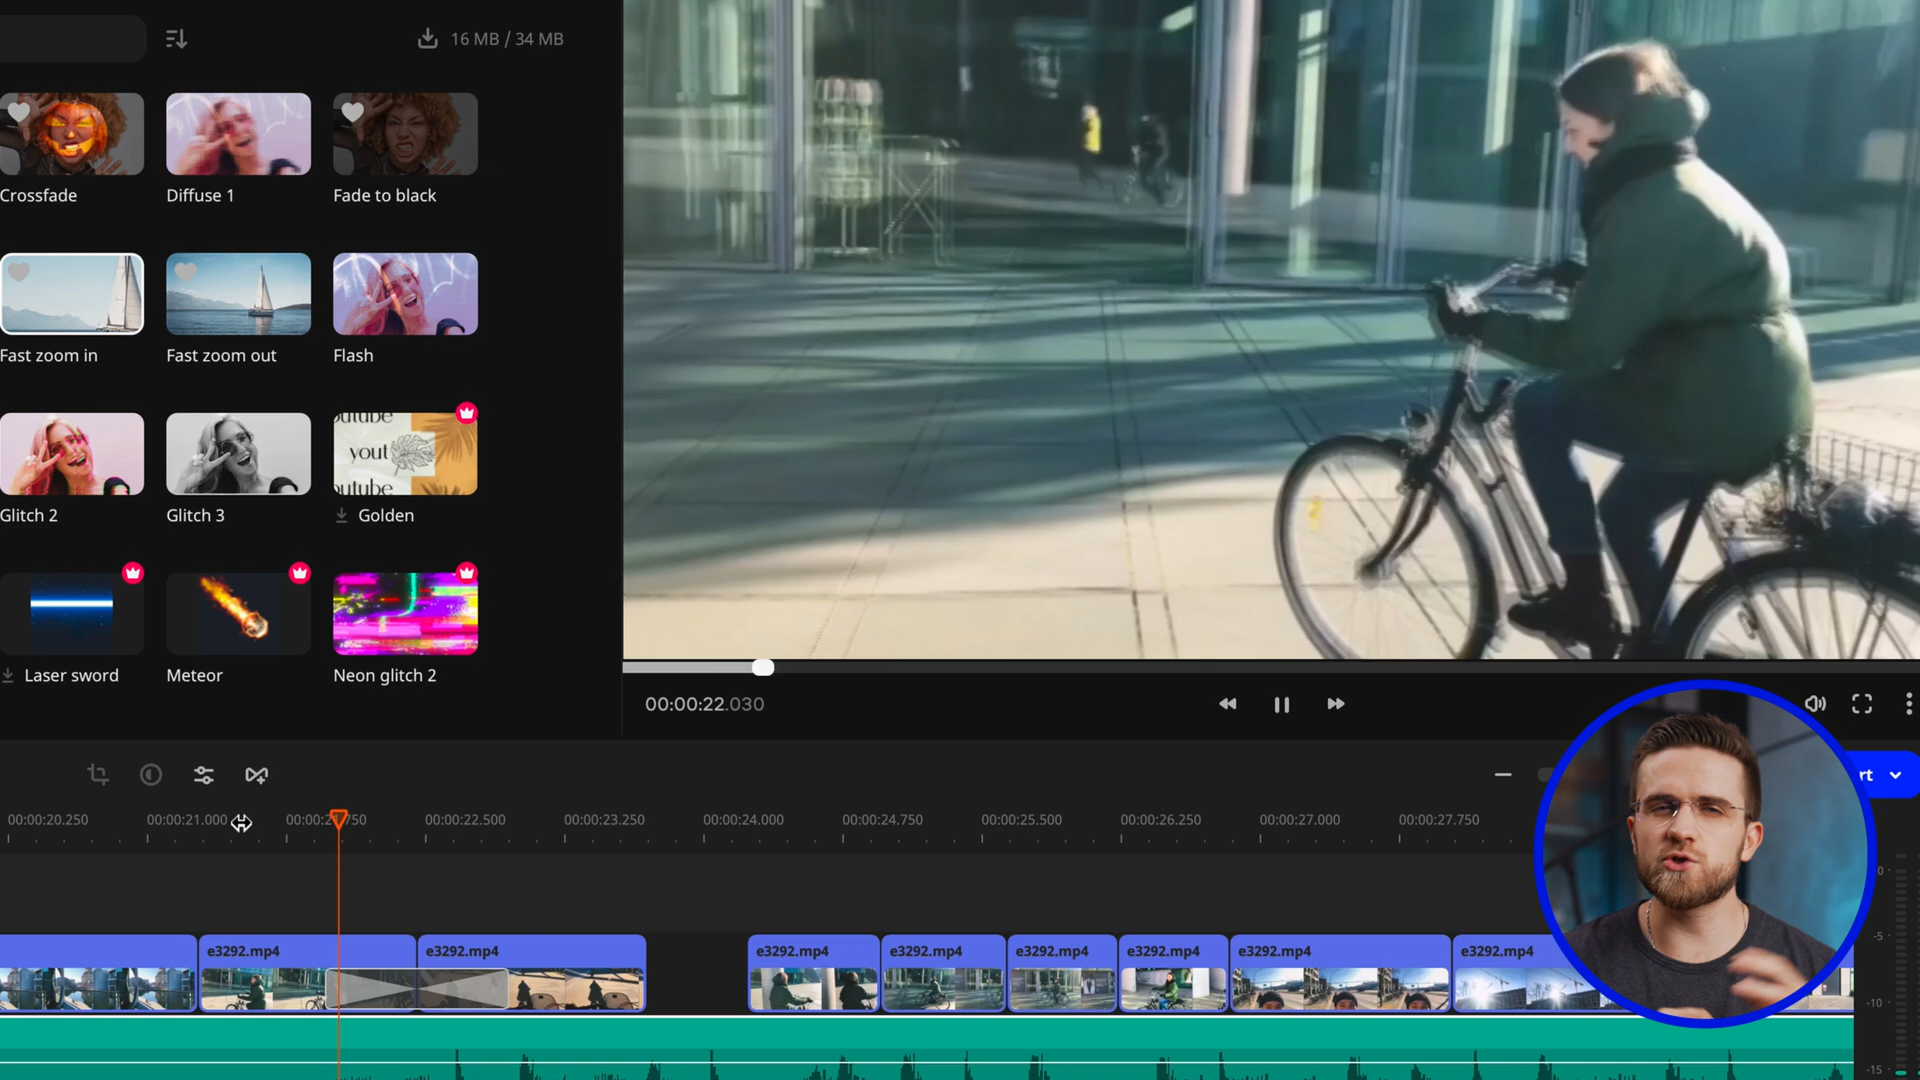 16 MB / 34 MB
Crossfade
Diffuse 1
Fade to black
Fast zoom in
Fast zoom out
Flash
outube
yout
outube
Glitch 2
Glitch 3
Golden
Laser sword
Meteor
Neon glitch 2
00:00:22.030
rt
00:00:20.250
00:00:21.000
00:00:21.750
00:00:22.500
00:00:23.250
00:00:24.000
00:00:24.750
00:00:25.500
00:00:26.250
00:00:27.000
00:00:27.750
0
-5
-10
-15
e3292.mp4
e3292.mp4
e3292.mp4
e3292.mp4
e3292.mp4
e3292.mp4
e3292.mp4
e3292.mp4